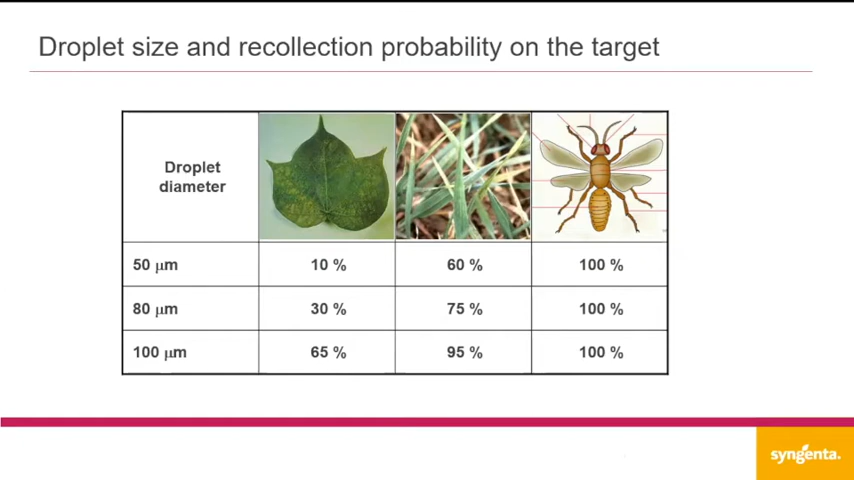 Droplet size and recollection probability on the target
Droplet
diameter
50 μm 10 % 60 % 100 %
80 μm 30 % 75 % 100 %
100 μm 65 % 95 % 100 %
syngenta.